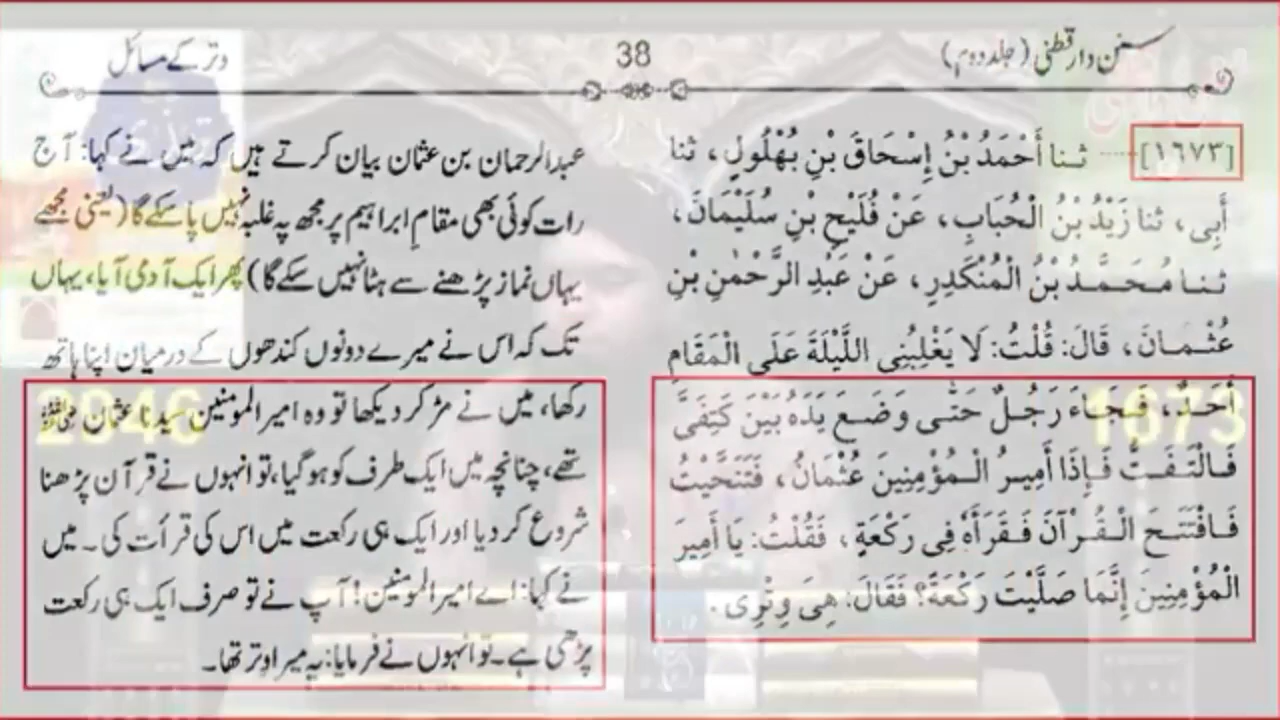 سنن دارقطنی (جلد دوم)
38
وتر کے مسائل
[١٦٧٣] ..... ثنا أَحْمَدُ بْنُ إِسْحَاقَ بْنِ بُهْلُولٍ ، ثنا
أَبِی ، ثنا زَيْدُ بْنُ الْحُبَابِ ، عَنْ فُلَيْحِ بْنِ سُلَيْمَانَ ،
ثنا مُحَمَّدُ بْنُ الْمُنْكَدِرِ ، عَنْ عَبْدِ الرَّحْمٰنِ بْنِ
عُثْمَانَ ، قَالَ: قُلْتُ: لَا يَغْلِبُنِی اللَّيْلَةَ عَلَى الْمَقَامِ
أَحَدٌ، فَجَاءَ رَجُلٌ حَتّٰى وَضَعَ يَدَهُ بَيْنَ كَتِفَىَّ
فَالْتَفَتُّ فَإِذَا أَمِيرُ الْمُؤْمِنِينَ عُثْمَانُ ، فَتَنَحَّيْتُ
فَافْتَتَحَ الْقُرْآنَ فَقَرَأَهُ فِی رَكْعَةٍ ، فَقُلْتُ: يَا أَمِيرَ
الْمُؤْمِنِينَ إِنَّمَا صَلَّيْتَ رَكْعَةً؟ فَقَالَ: هِیَ وِتْرِی .
عبدالرحمان بن عثمان بیان کرتے ہیں کہ میں نے کہا: آج
رات کوئی بھی مقامِ ابراہیم پر مجھ پہ غلبہ نہیں پا سکے گا (یعنی مجھے
یہاں نماز پڑھنے سے ہٹا نہیں سکے گا) پھر ایک آدمی آیا، یہاں
تک کہ اس نے میرے دونوں کندھوں کے درمیان اپنا ہاتھ
رکھا، میں نے مڑ کر دیکھا تو وہ امیر المومنین سیدنا عثمان رضی اللہ عنہ
تھے، چنانچہ میں ایک طرف کو ہو گیا، تو انہوں نے قرآن پڑھنا
شروع کر دیا اور ایک ہی رکعت میں اس کی قرأت کی۔ میں
نے کہا: اے امیر المومنین! آپ نے تو صرف ایک ہی رکعت
پڑھی ہے۔ تو انہوں نے فرمایا: یہ میرا وتر تھا۔
2846
1673